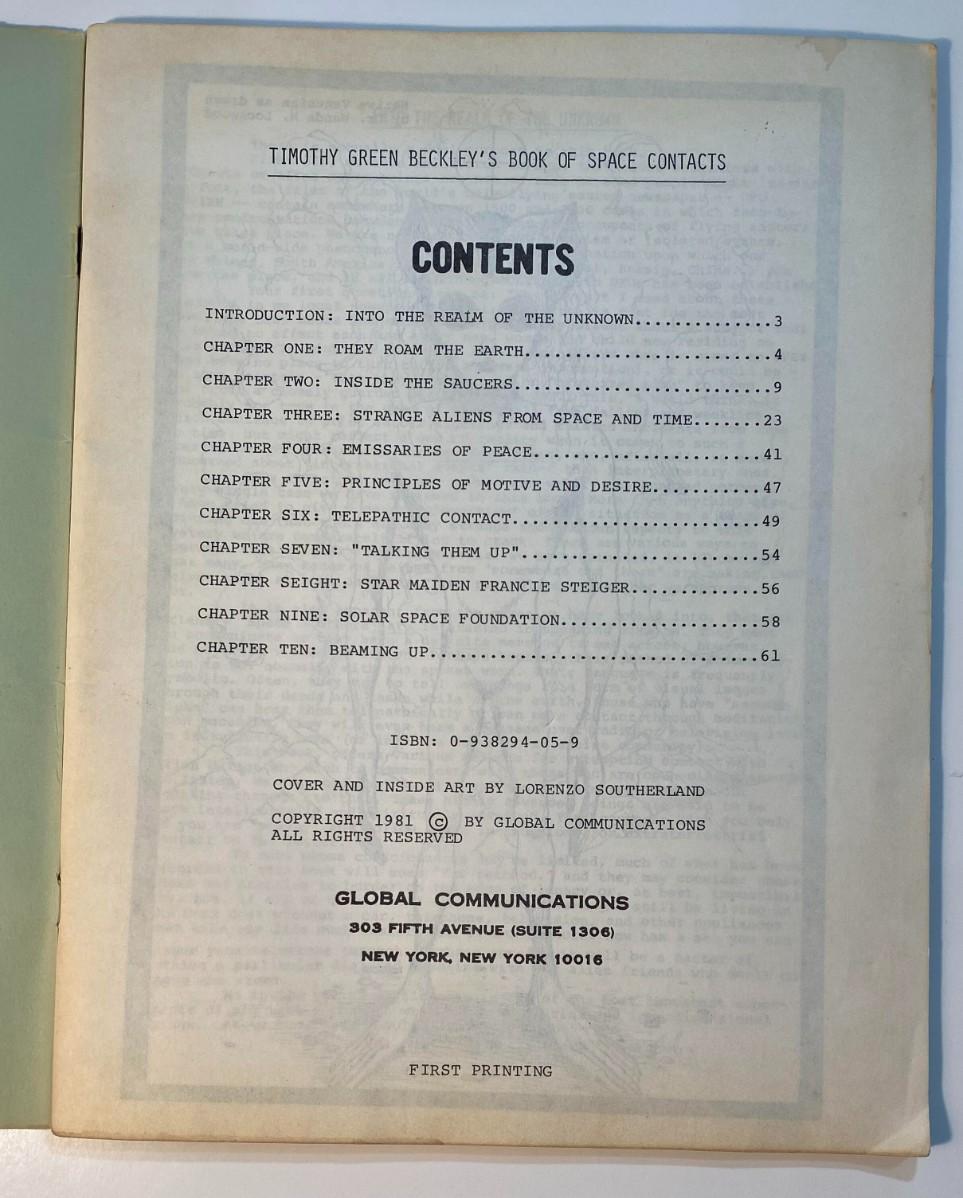 TIMOTHY GREEN BECKLEY'S BOOK OF SPACE CONTACTS
CONTENTS
INTRODUCTION: INTO THE REALM OF THE UNKNOWN..............3
CHAPTER ONE: THEY ROAM THE EARTH.........................4
CHAPTER TWO: INSIDE THE SAUCERS..........................9
CHAPTER THREE: STRANGE ALIENS FROM SPACE AND TIME.......23
CHAPTER FOUR: EMISSARIES OF PEACE.......................41
CHAPTER FIVE: PRINCIPLES OF MOTIVE AND DESIRE...........47
CHAPTER SIX: TELEPATHIC CONTACT.........................49
CHAPTER SEVEN: "TALKING THEM UP"........................54
CHAPTER SEIGHT: STAR MAIDEN FRANCIE STEIGER.............56
CHAPTER NINE: SOLAR SPACE FOUNDATION....................58
CHAPTER TEN: BEAMING UP.................................61
ISBN: 0-938294-05-9
COVER AND INSIDE ART BY LORENZO SOUTHERLAND
COPYRIGHT 1981 © BY GLOBAL COMMUNICATIONS
ALL RIGHTS RESERVED
GLOBAL COMMUNICATIONS
303 FIFTH AVENUE (SUITE 1306)
NEW YORK, NEW YORK 10016
FIRST PRINTING